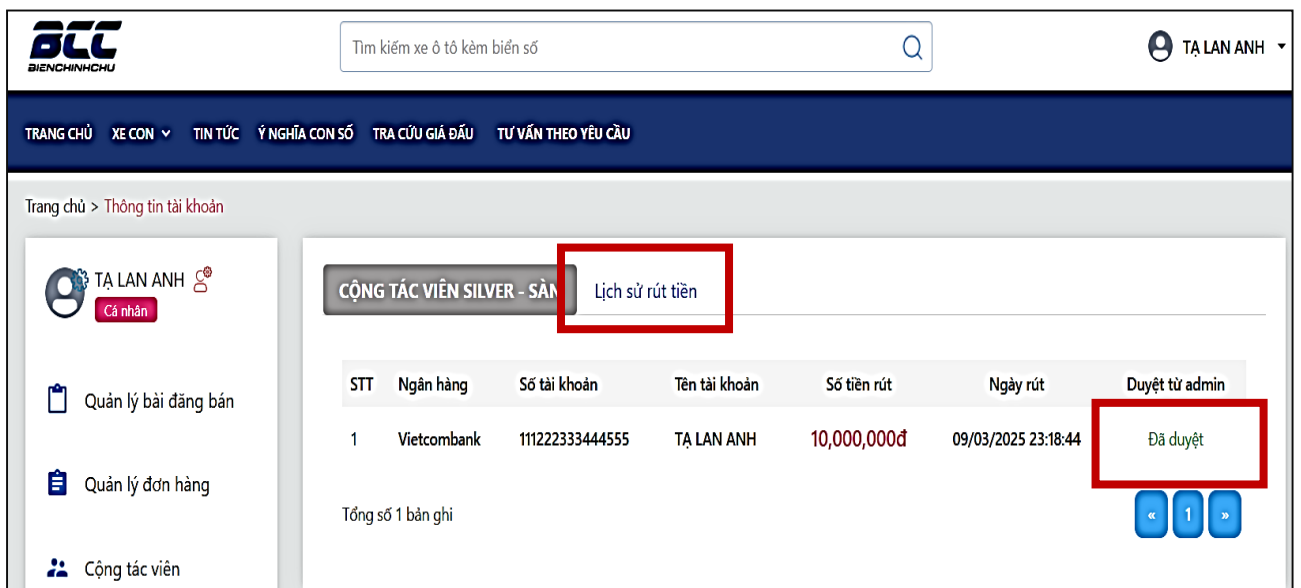 BCC
BIENCHINHCHU
Tìm kiếm xe ô tô kèm biển số
TẠ LAN ANH
TRANG CHỦ XE CON TIN TỨC Ý NGHĨA CON SỐ TRA CỨU GIÁ ĐẤU TƯ VẤN THEO YÊU CẦU
Trang chủ > Thông tin tài khoản
TẠ LAN ANH
Cá nhân
Quản lý bài đăng bán
Quản lý đơn hàng
Cộng tác viên
CỘNG TÁC VIÊN SILVER - SÀN Lịch sử rút tiền
STT Ngân hàng Số tài khoản Tên tài khoản Số tiền rút Ngày rút Duyệt từ admin
1 Vietcombank 111222333444555 TẠ LAN ANH 10,000,000đ 09/03/2025 23:18:44 Đã duyệt
Tổng số 1 bản ghi
« 1 »